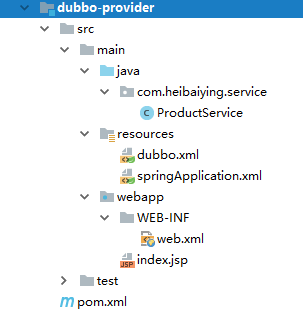 dubbo-provider
src
main
java
com.heibaiying.service
ProductService
resources
dubbo.xml
springApplication.xml
webapp
WEB-INF
web.xml
index.jsp
test
pom.xml